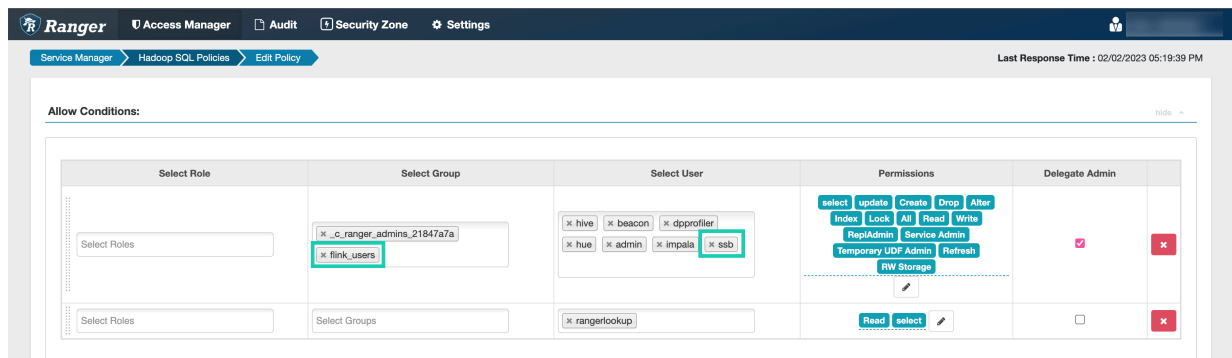 Ranger Access Manager Audit Security Zone Settings
Service Manager Hadoop SQL Policies Edit Policy Last Response Time : 02/02/2023 05:19:39 PM
Allow Conditions: hide
Select Role Select Group Select User Permissions Delegate Admin
Select Roles
× _c_ranger_admins_21847a7a
× flink_users
× hive × beacon × dpprofiler
× hue × admin × impala × ssb
select update Create Drop Alter
Index Lock All Read Write
ReplAdmin Service Admin
Temporary UDF Admin Refresh
RW Storage
×
Select Roles Select Groups × rangerlookup Read select ×